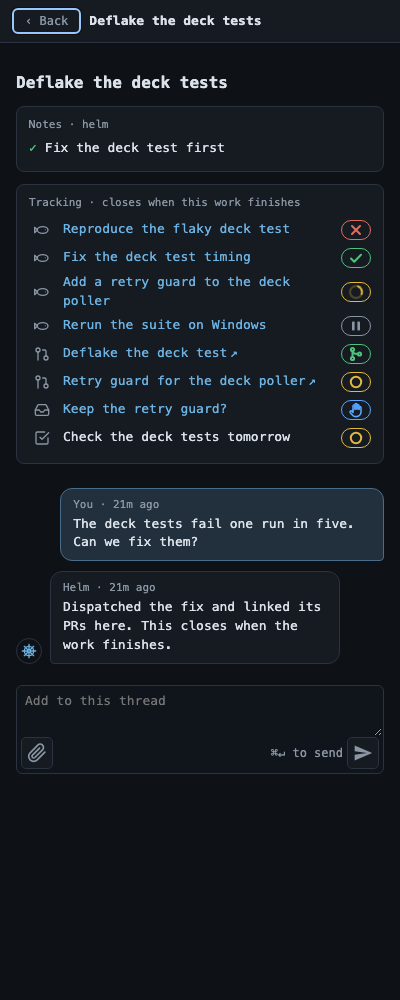 ‹ Back
Deflake the deck tests
Deflake the deck tests
Notes · helm
✓ Fix the deck test first
Tracking · closes when this work finishes
Reproduce the flaky deck test
Fix the deck test timing
Add a retry guard to the deck
poller
Rerun the suite on Windows
Deflake the deck test↗
Retry guard for the deck poller↗
Keep the retry guard?
Check the deck tests tomorrow
You · 21m ago
The deck tests fail one run in five.
Can we fix them?
Helm · 21m ago
Dispatched the fix and linked its
PRs here. This closes when the
work finishes.
Add to this thread
⌘↵ to send